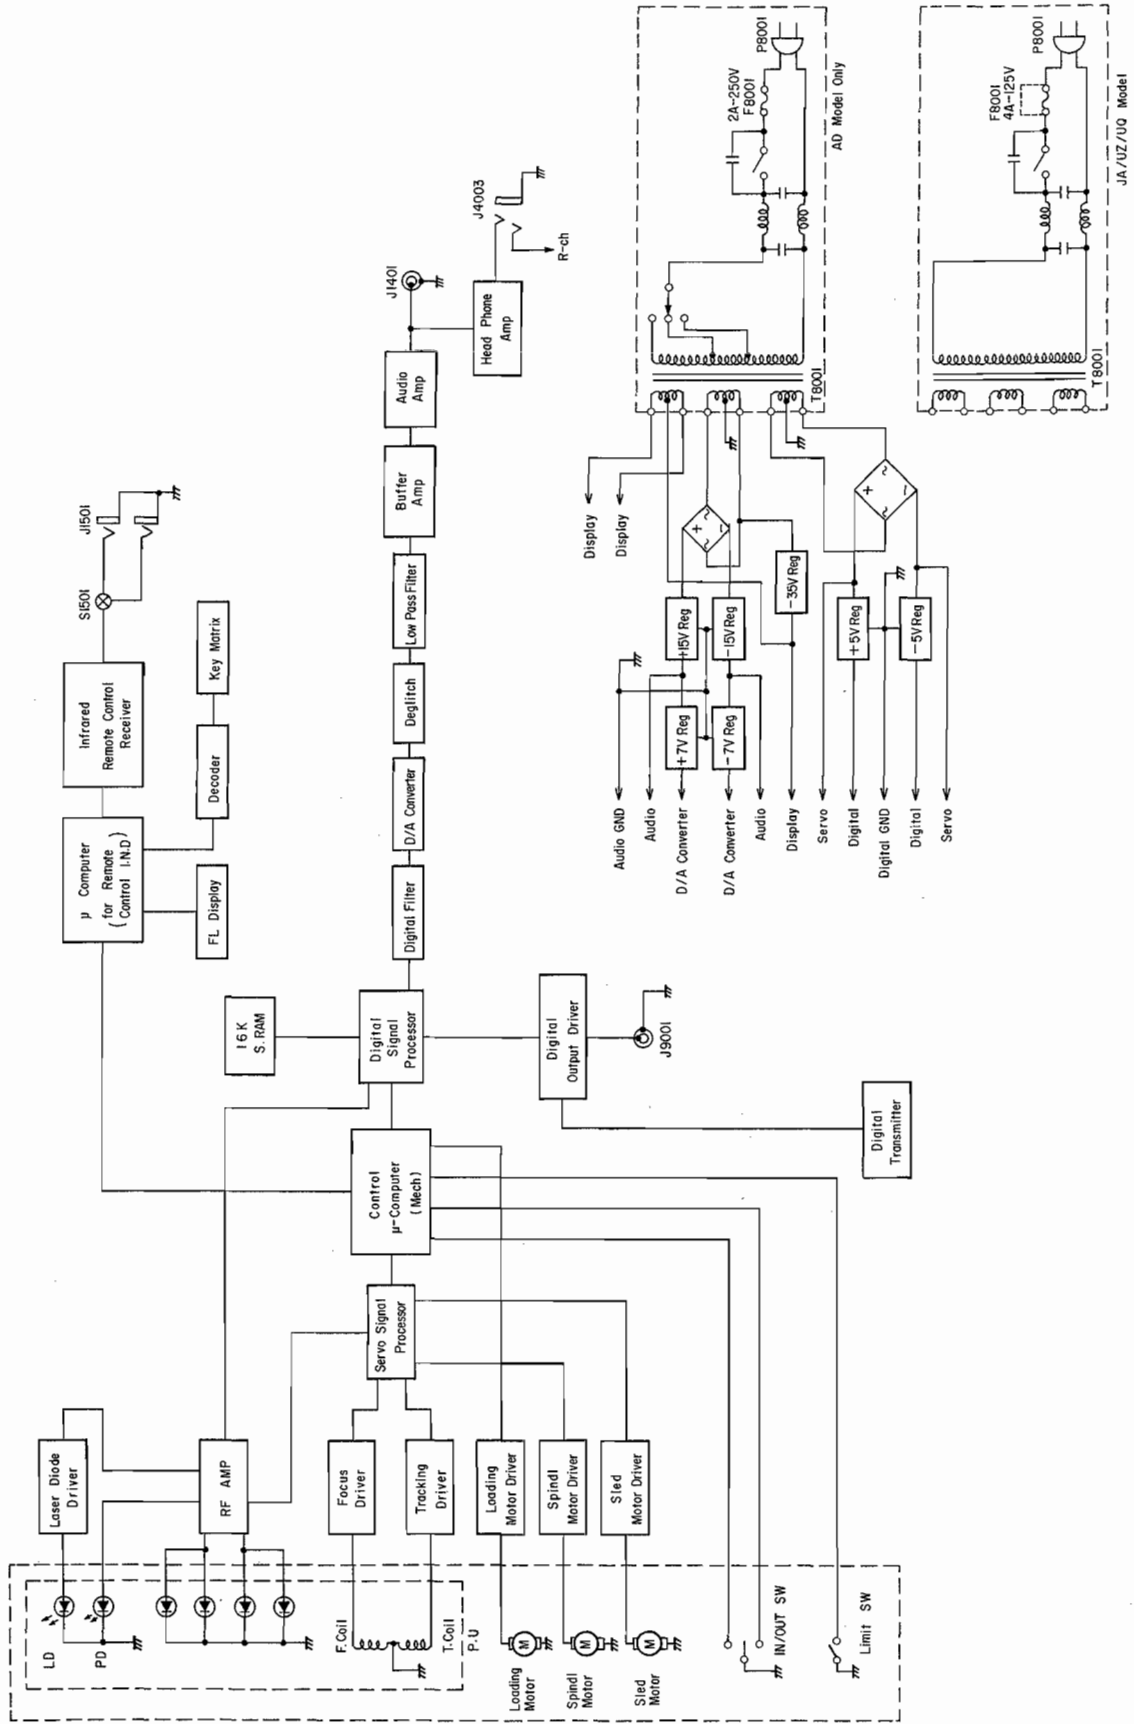 LD
PD
Laser Diode
Driver
RF AMP
F.Coil
T.Coil
P.U
Focus
Driver
Tracking
Driver
Loading
Motor
Loading
Motor Driver
Spindl
Motor
Spindl
Motor Driver
Sled
Motor
Sled
Motor Driver
M
M
M
IN/OUT SW
Limit SW
Servo Signal
Processor
Control
μ-Computer
(Mech)
Digital
Signal
Processor
16K
S.RAM
Digital
Output Driver
J9001
Digital
Transmitter
μ Computer
for Remote
(Control I.N.D)
FL Display
Decoder
Key Matrix
Infrared
Remote Control
Receiver
S1501
J1501
Digital Filter
D/A Converter
Deglitch
Low Pass Filter
Buffer
Amp
Audio
Amp
J1401
Head Phone
Amp
J4003
R-ch
Display
Display
Audio GND
Audio
D/A Converter
D/A Converter
Audio
Display
Servo
Digital
Digital GND
Digital
Servo
+7V Reg
-7V Reg
+15V Reg
-15V Reg
-35V Reg
+5V Reg
-5V Reg
+
-
~
~
+
-
~
~
T8001
2A-250V
F8001
P8001
AD Model Only
T8001
F8001
4A-125V
P8001
JA/UZ/UQ Model